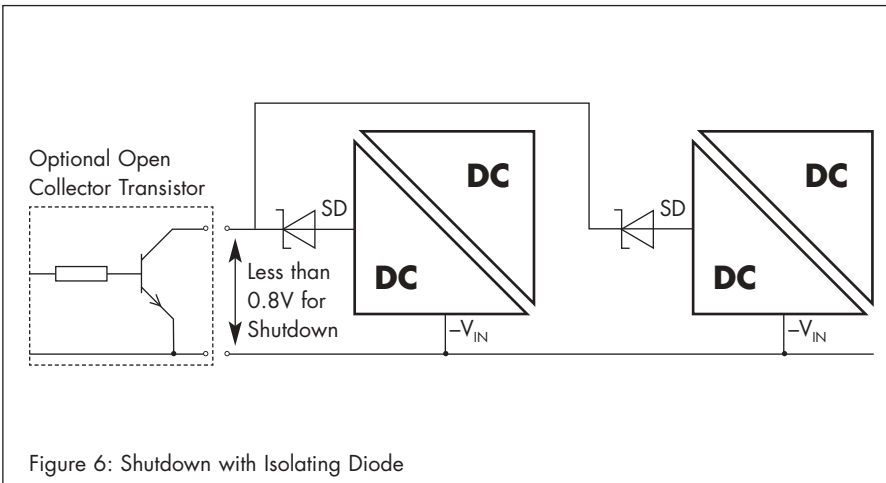 Optional Open
Collector Transistor
SD
DC
DC
Less than
0.8V for
Shutdown
–VIN
SD
DC
DC
–VIN
Figure 6: Shutdown with Isolating Diode